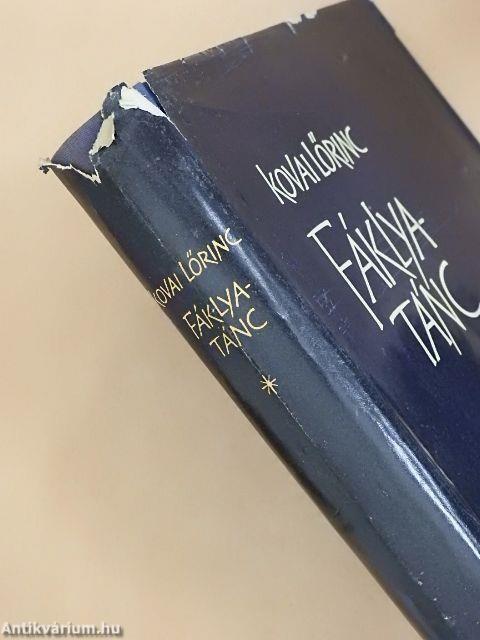 KOVAI LŐRINC
FÁKLYA-
TÁNC
KOVAI LŐRINC
FÁKLYA-
TÁNC
*
Antikvárium.hu